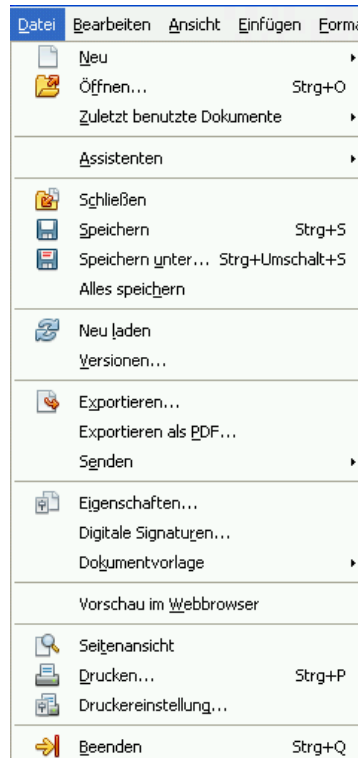 Datei Bearbeiten Ansicht Einfügen Forma
Neu
Öffnen... Strg+O
Zuletzt benutzte Dokumente
Assistenten
Schließen
Speichern Strg+S
Speichern unter... Strg+Umschalt+S
Alles speichern
Neu laden
Versionen...
Exportieren...
Exportieren als PDF...
Senden
Eigenschaften...
Digitale Signaturen...
Dokumentvorlage
Vorschau im Webbrowser
Seitenansicht
Drucken... Strg+P
Druckereinstellung...
Beenden Strg+Q